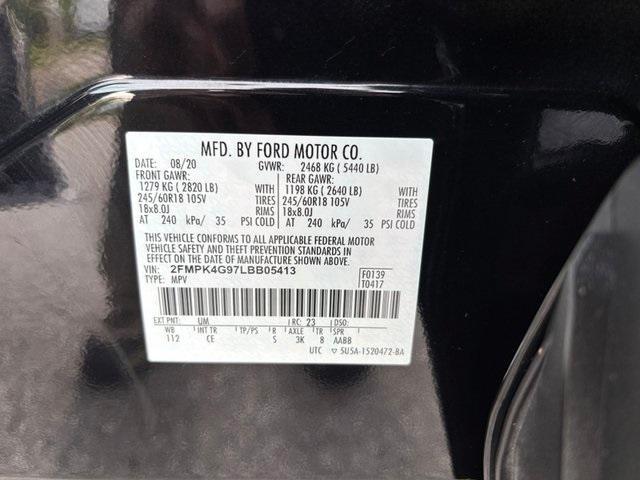 MFD. BY FORD MOTOR CO.
DATE: 08/20 GVWR: 2468 KG ( 5440 LB)
FRONT GAWR: REAR GAWR:
1279 KG ( 2820 LB) WITH 1198 KG ( 2640 LB) WITH
245/60R18 105V TIRES 245/60R18 105V TIRES
18x8.0J RIMS 18x8.0J RIMS
AT 240 kPa/ 35 PSI COLD AT 240 kPa/ 35 PSI COLD
THIS VEHICLE CONFORMS TO ALL APPLICABLE FEDERAL MOTOR
VEHICLE SAFETY AND THEFT PREVENTION STANDARDS IN
EFFECT ON THE DATE OF MANUFACTURE SHOWN ABOVE.
VIN: 2FMPK4G97LBB05413 F0139
TYPE: MPV T0417
EXT PNT: UM RC: 23 DSO:
WB INT TR TP/PS R AXLE TR SPR
112 CE S 3K 8 AABB
UTC ▽ 5U5A-1520472-BA